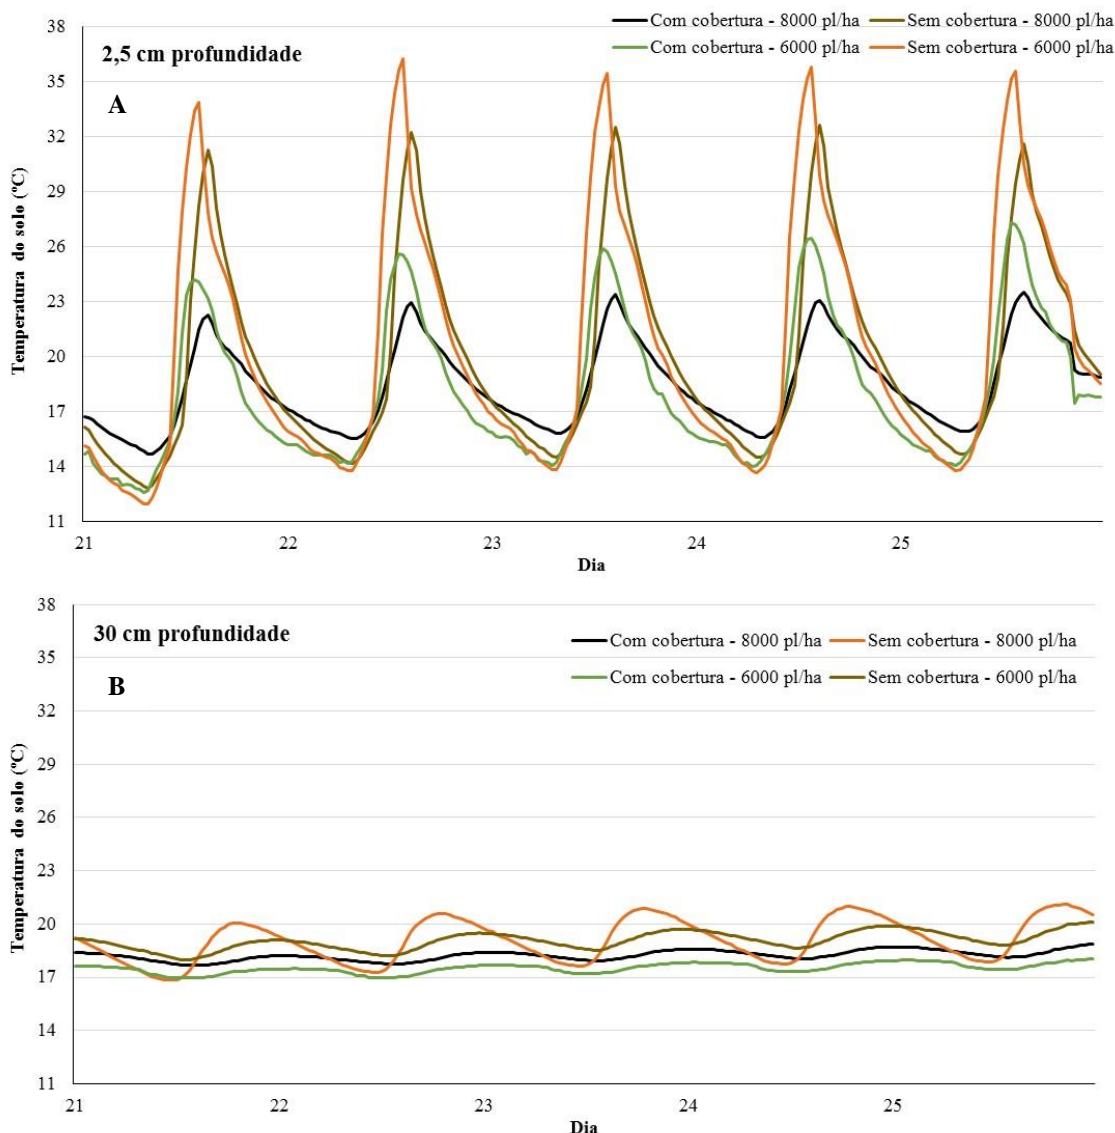 38
35
32
29
26
23
20
17
14
11
Temperatura do solo (ºC)
2,5 cm profundidade
A
Com cobertura - 8000 pl/ha
Sem cobertura - 8000 pl/ha
Com cobertura - 6000 pl/ha
Sem cobertura - 6000 pl/ha
21 22 23 24 25
Dia
38
35
32
29
26
23
20
17
14
11
Temperatura do solo (ºC)
30 cm profundidade
B
Com cobertura - 8000 pl/ha
Sem cobertura - 8000 pl/ha
Com cobertura - 6000 pl/ha
Sem cobertura - 6000 pl/ha
21 22 23 24 25
Dia